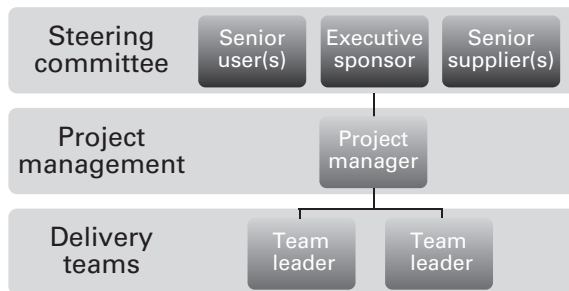 Steering
committee
Senior
user(s)
Executive
sponsor
Senior
supplier(s)
Project
management
Project
manager
Delivery
teams
Team
leader
Team
leader